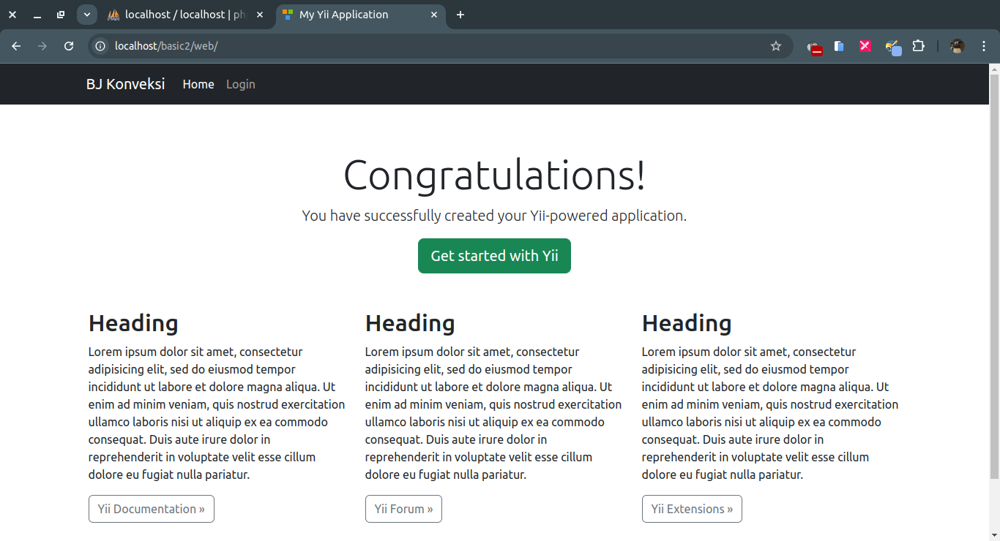 localhost / localhost | ph
My Yii Application
localhost/basic2/web/
BJ Konveksi Home Login
Congratulations!
You have successfully created your Yii-powered application.
Get started with Yii
Heading
Lorem ipsum dolor sit amet, consectetur
adipisicing elit, sed do eiusmod tempor
incididunt ut labore et dolore magna aliqua. Ut
enim ad minim veniam, quis nostrud exercitation
ullamco laboris nisi ut aliquip ex ea commodo
consequat. Duis aute irure dolor in
reprehenderit in voluptate velit esse cillum
dolore eu fugiat nulla pariatur.
Yii Documentation »
Heading
Lorem ipsum dolor sit amet, consectetur
adipisicing elit, sed do eiusmod tempor
incididunt ut labore et dolore magna aliqua. Ut
enim ad minim veniam, quis nostrud exercitation
ullamco laboris nisi ut aliquip ex ea commodo
consequat. Duis aute irure dolor in
reprehenderit in voluptate velit esse cillum
dolore eu fugiat nulla pariatur.
Yii Forum »
Heading
Lorem ipsum dolor sit amet, consectetur
adipisicing elit, sed do eiusmod tempor
incididunt ut labore et dolore magna aliqua. Ut
enim ad minim veniam, quis nostrud exercitation
ullamco laboris nisi ut aliquip ex ea commodo
consequat. Duis aute irure dolor in
reprehenderit in voluptate velit esse cillum
dolore eu fugiat nulla pariatur.
Yii Extensions »